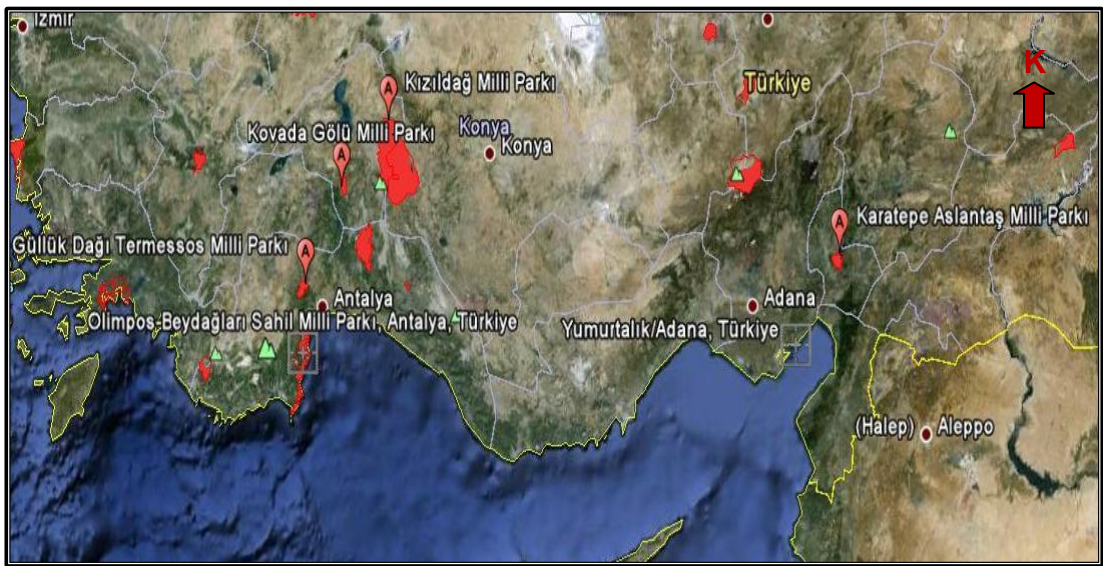 İzmir
K
Kızıldağ Milli Parkı
Türkiye
Kovada Gölü Milli Parkı
Konya
Konya
Karatepe Aslantaş Milli Parkı
Güllük Dağı Termessos Milli Parkı
Antalya
Adana
Olimpos Beydağları Sahil Milli Parkı, Antalya, Türkiye
Yumurtalık/Adana, Türkiye
(Halep) Aleppo
A
A
A
A